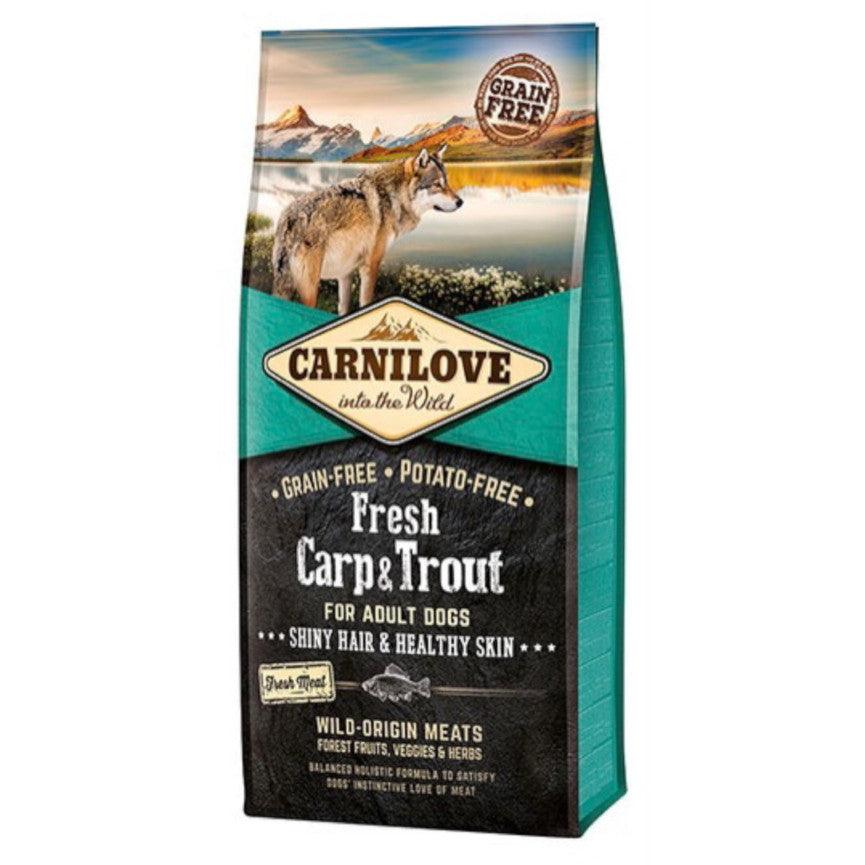 GRAIN
FREE
CARNILOVE
into the Wild
• GRAIN-FREE • POTATO-FREE •
Fresh
Carp & Trout
FOR ADULT DOGS
*** SHINY HAIR & HEALTHY SKIN ***
Fresh Meat
WILD-ORIGIN MEATS
FOREST FRUITS, VEGGIES & HERBS
BALANCED HOLISTIC FORMULA TO SATISFY
DOGS' INSTINCTIVE LOVE OF MEAT